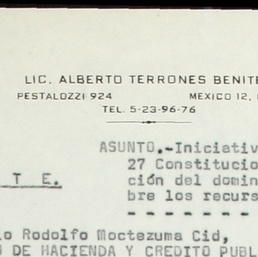 LIC. ALBERTO TERRONES BENITE
PESTALOZZI 924 MEXICO 12,
TEL. 5-23-96-76
ASUNTO.-Iniciativ
27 Constitucio
T E. ción del domin
bre los recurs
io Rodolfo Moctezuma Cid,
N DE HACIENDA Y CREDITO PUBL